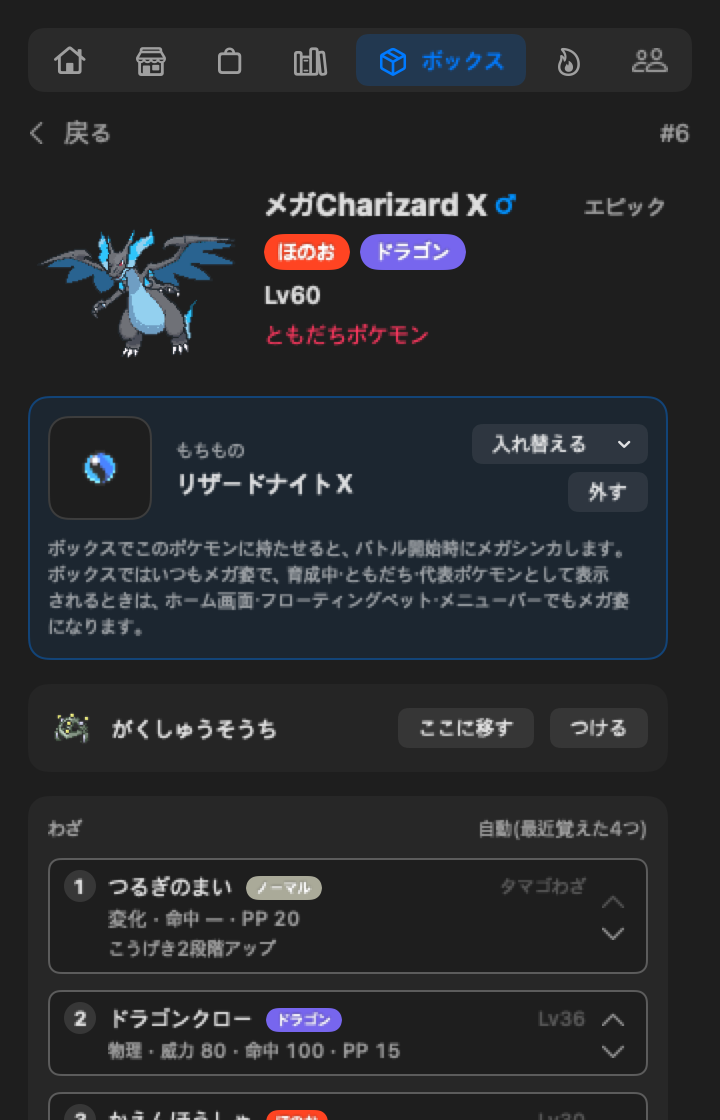 ボックス
戻る
#6
メガCharizard X ♂
エピック
ほのお
ドラゴン
Lv60
ともだちポケモン
もちもの
リザードナイトX
入れ替える
外す
ボックスでこのポケモンに持たせると、バトル開始時にメガシンカします。
ボックスではいつもメガ姿で、育成中·ともだち·代表ポケモンとして表示
されるときは、ホーム画面·フローティングペット·メニューバーでもメガ姿
になります。
がくしゅうそうち
ここに移す
つける
わざ
自動(最近覚えた4つ)
1
つるぎのまい
ノーマル
タマゴわざ
変化 · 命中 — · PP 20
こうげき2段階アップ
2
ドラゴンクロー
ドラゴン
Lv36
物理 · 威力 80 · 命中 100 · PP 15
3
かえんほうしゃ
ほのお
Lv30